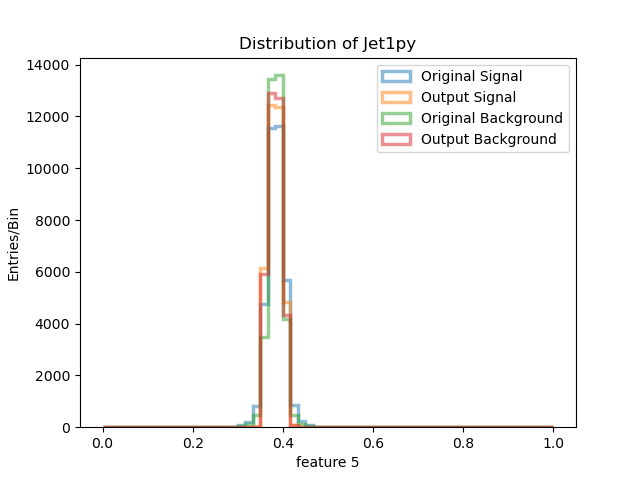 Distribution of Jet1py
Original Signal
Output Signal
Original Background
Output Background
Entries/Bin
14000
12000
10000
8000
6000
4000
2000
0
0.0 0.2 0.4 0.6 0.8 1.0
feature 5